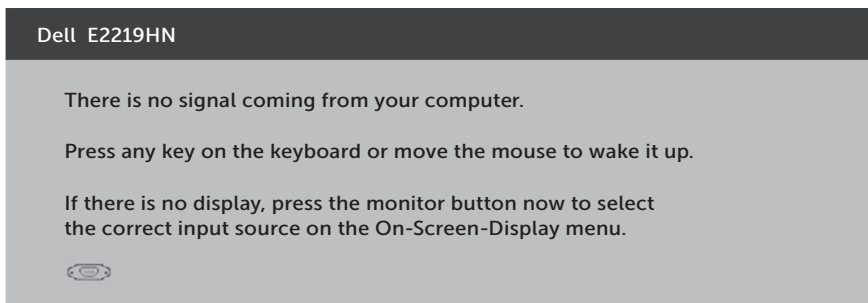 Dell E2219HN
There is no signal coming from your computer.
Press any key on the keyboard or move the mouse to wake it up.
If there is no display, press the monitor button now to select
the correct input source on the On-Screen-Display menu.